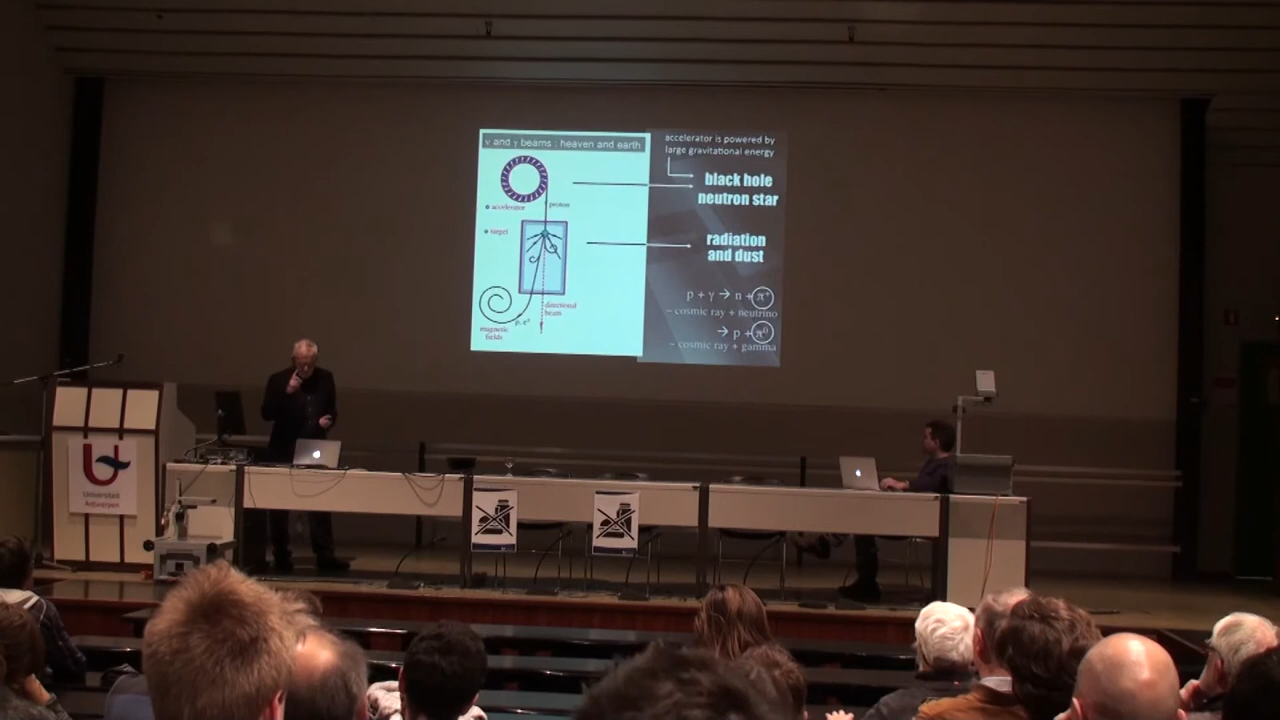 ν and γ beams : heaven and earth
accelerator is powered by
large gravitational energy
black hole
neutron star
accelerator
proton
target
radiation
and dust
directional
beam
p, e±
magnetic
fields
p + γ → n + π⁺
~ cosmic ray + neutrino
→ p + π⁰
~ cosmic ray + gamma
Universiteit
Antwerpen